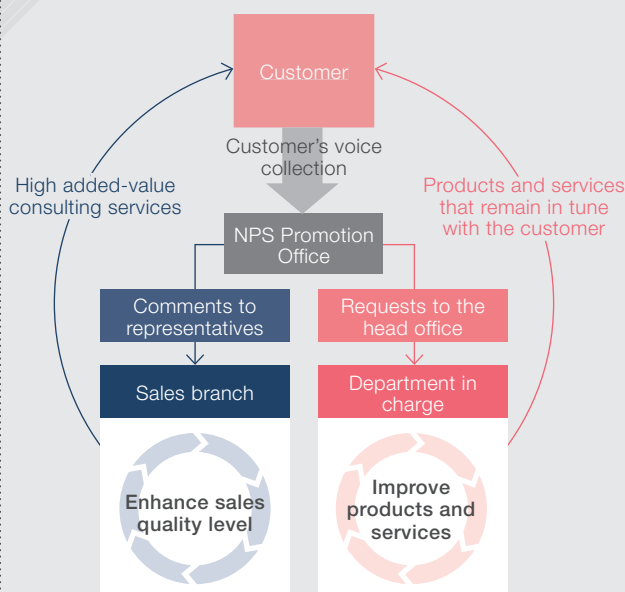 Customer
Customer's voice
collection
High added-value
consulting services
Products and services
that remain in tune
with the customer
NPS Promotion
Office
Comments to
representatives
Requests to the
head office
Sales branch
Department in
charge
Enhance sales
quality level
Improve
products and
services